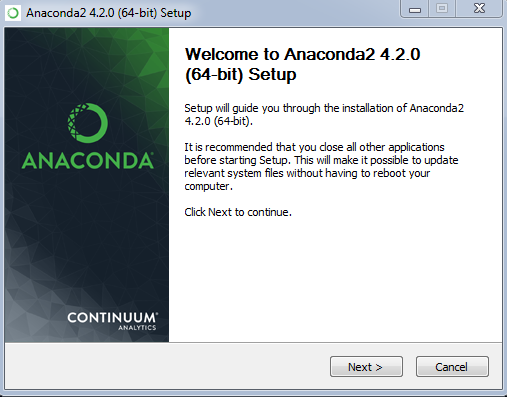 Anaconda2 4.2.0 (64-bit) Setup
Welcome to Anaconda2 4.2.0
(64-bit) Setup
Setup will guide you through the installation of Anaconda2
4.2.0 (64-bit).
It is recommended that you close all other applications
before starting Setup. This will make it possible to update
relevant system files without having to reboot your
computer.
Click Next to continue.
ANACONDA®
CONTINUUM®
ANALYTICS
Next >
Cancel